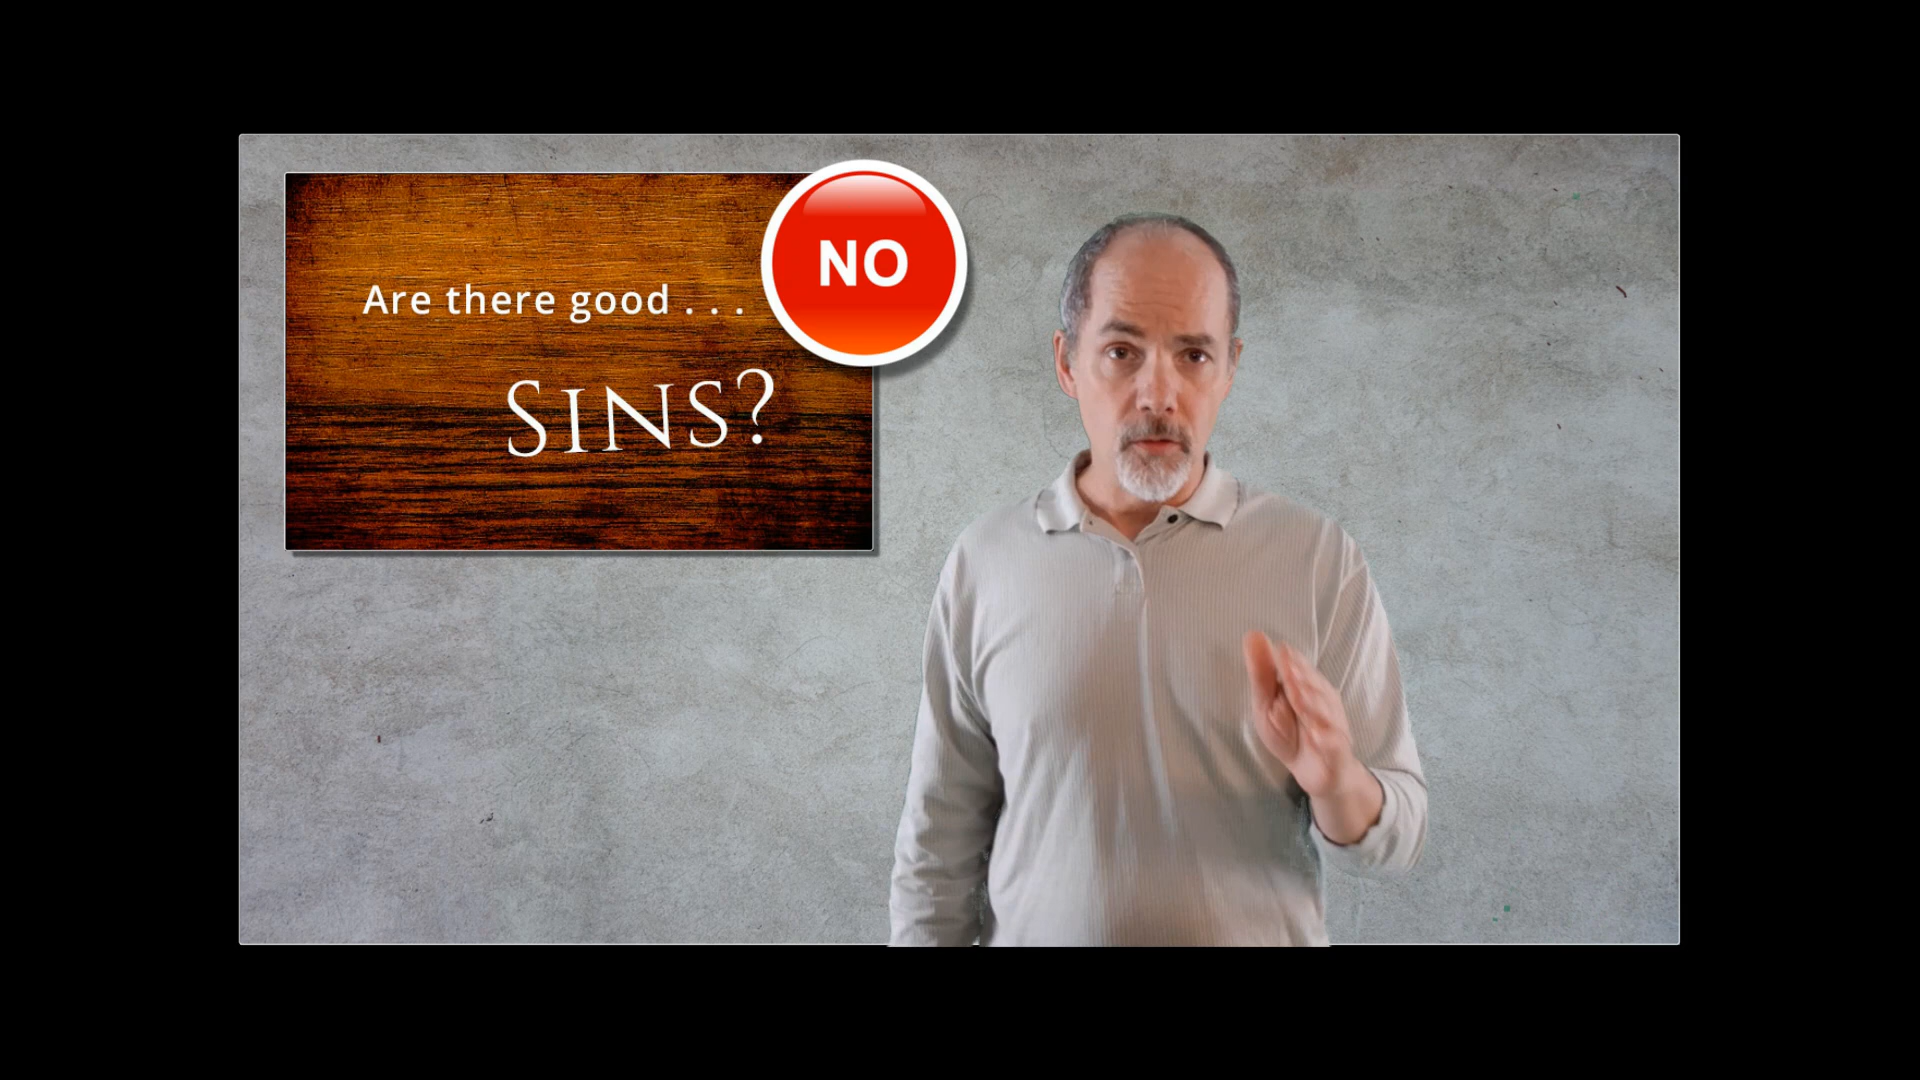 Are there good . . .
NO
SINS?